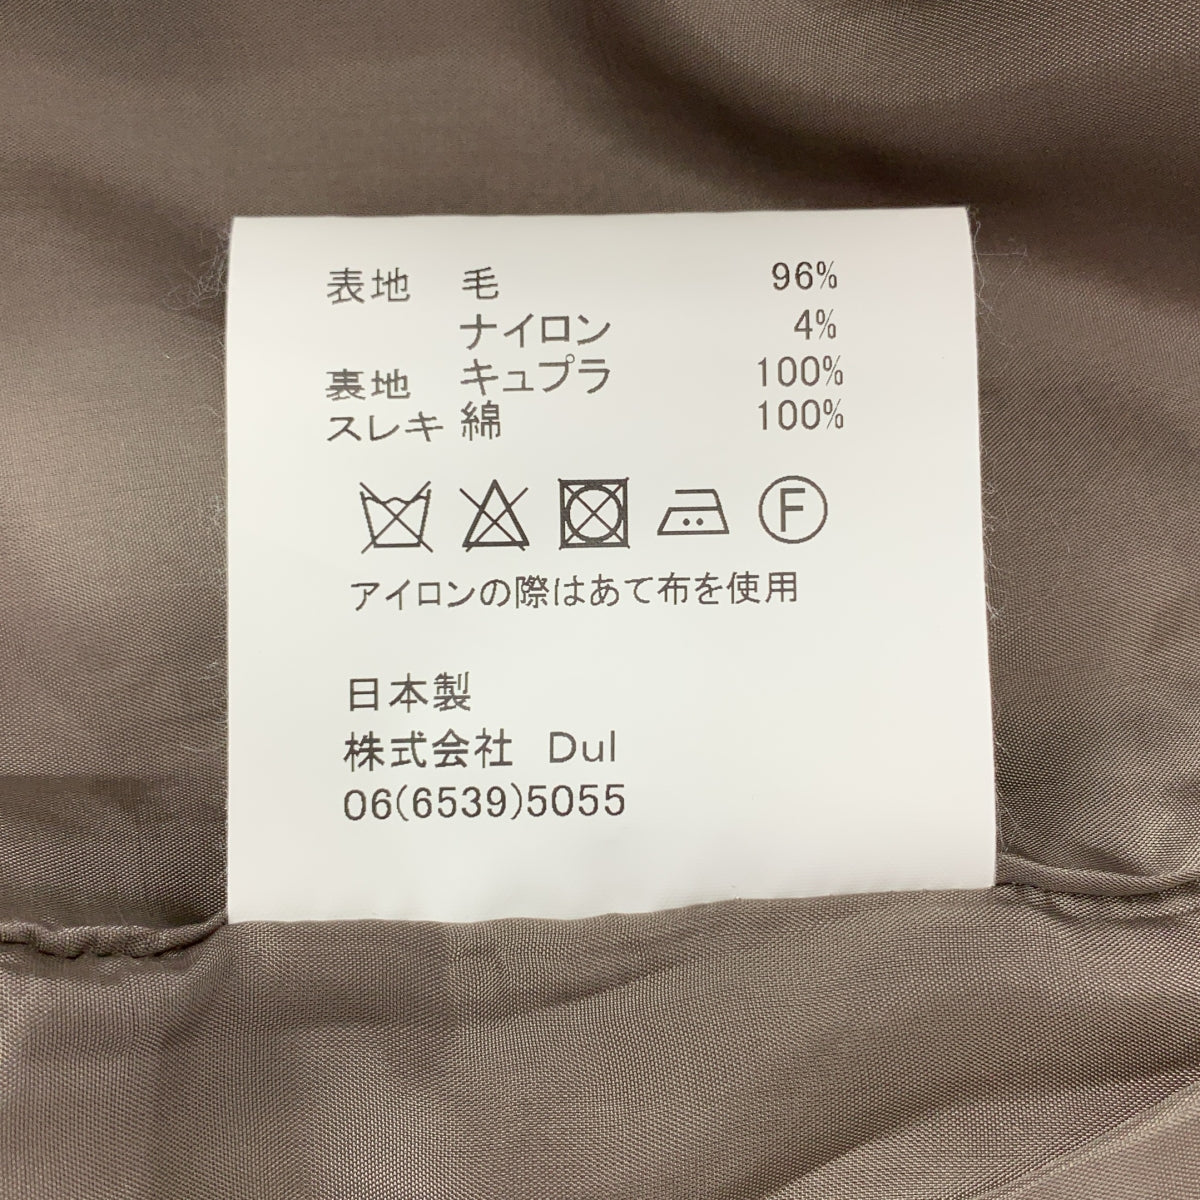 表地 毛 96%
ナイロン 4%
裏地 キュプラ 100%
スレキ 綿 100%
F
アイロンの際はあて布を使用
日本製
株式会社 Dul
06(6539)5055